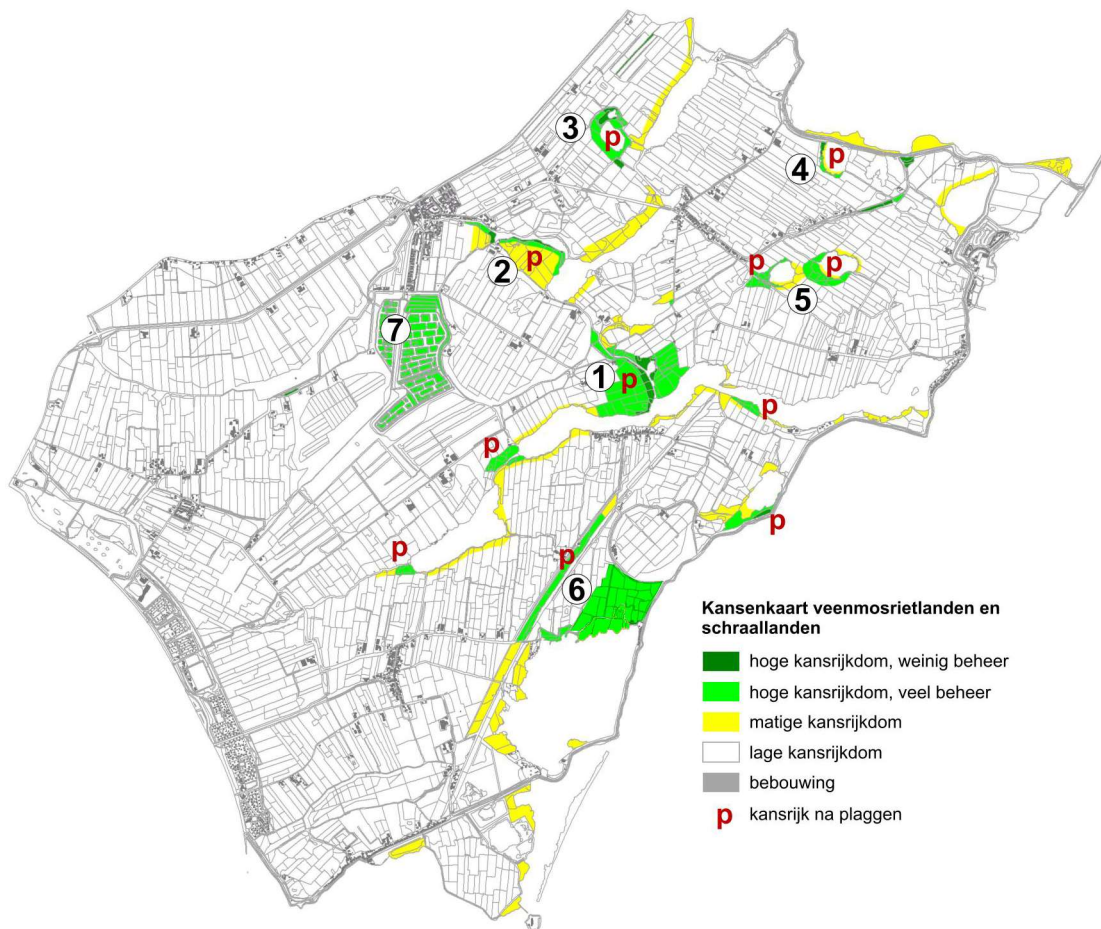 3
p
4
p
2
p
p
p
5
7
1
p
p
p
p
p
p
6
Kansenkaart veenmosrietlanden en
schraallanden
hoge kansrijkdom, weinig beheer
hoge kansrijkdom, veel beheer
matige kansrijkdom
lage kansrijkdom
bebouwing
p kansrijk na plaggen